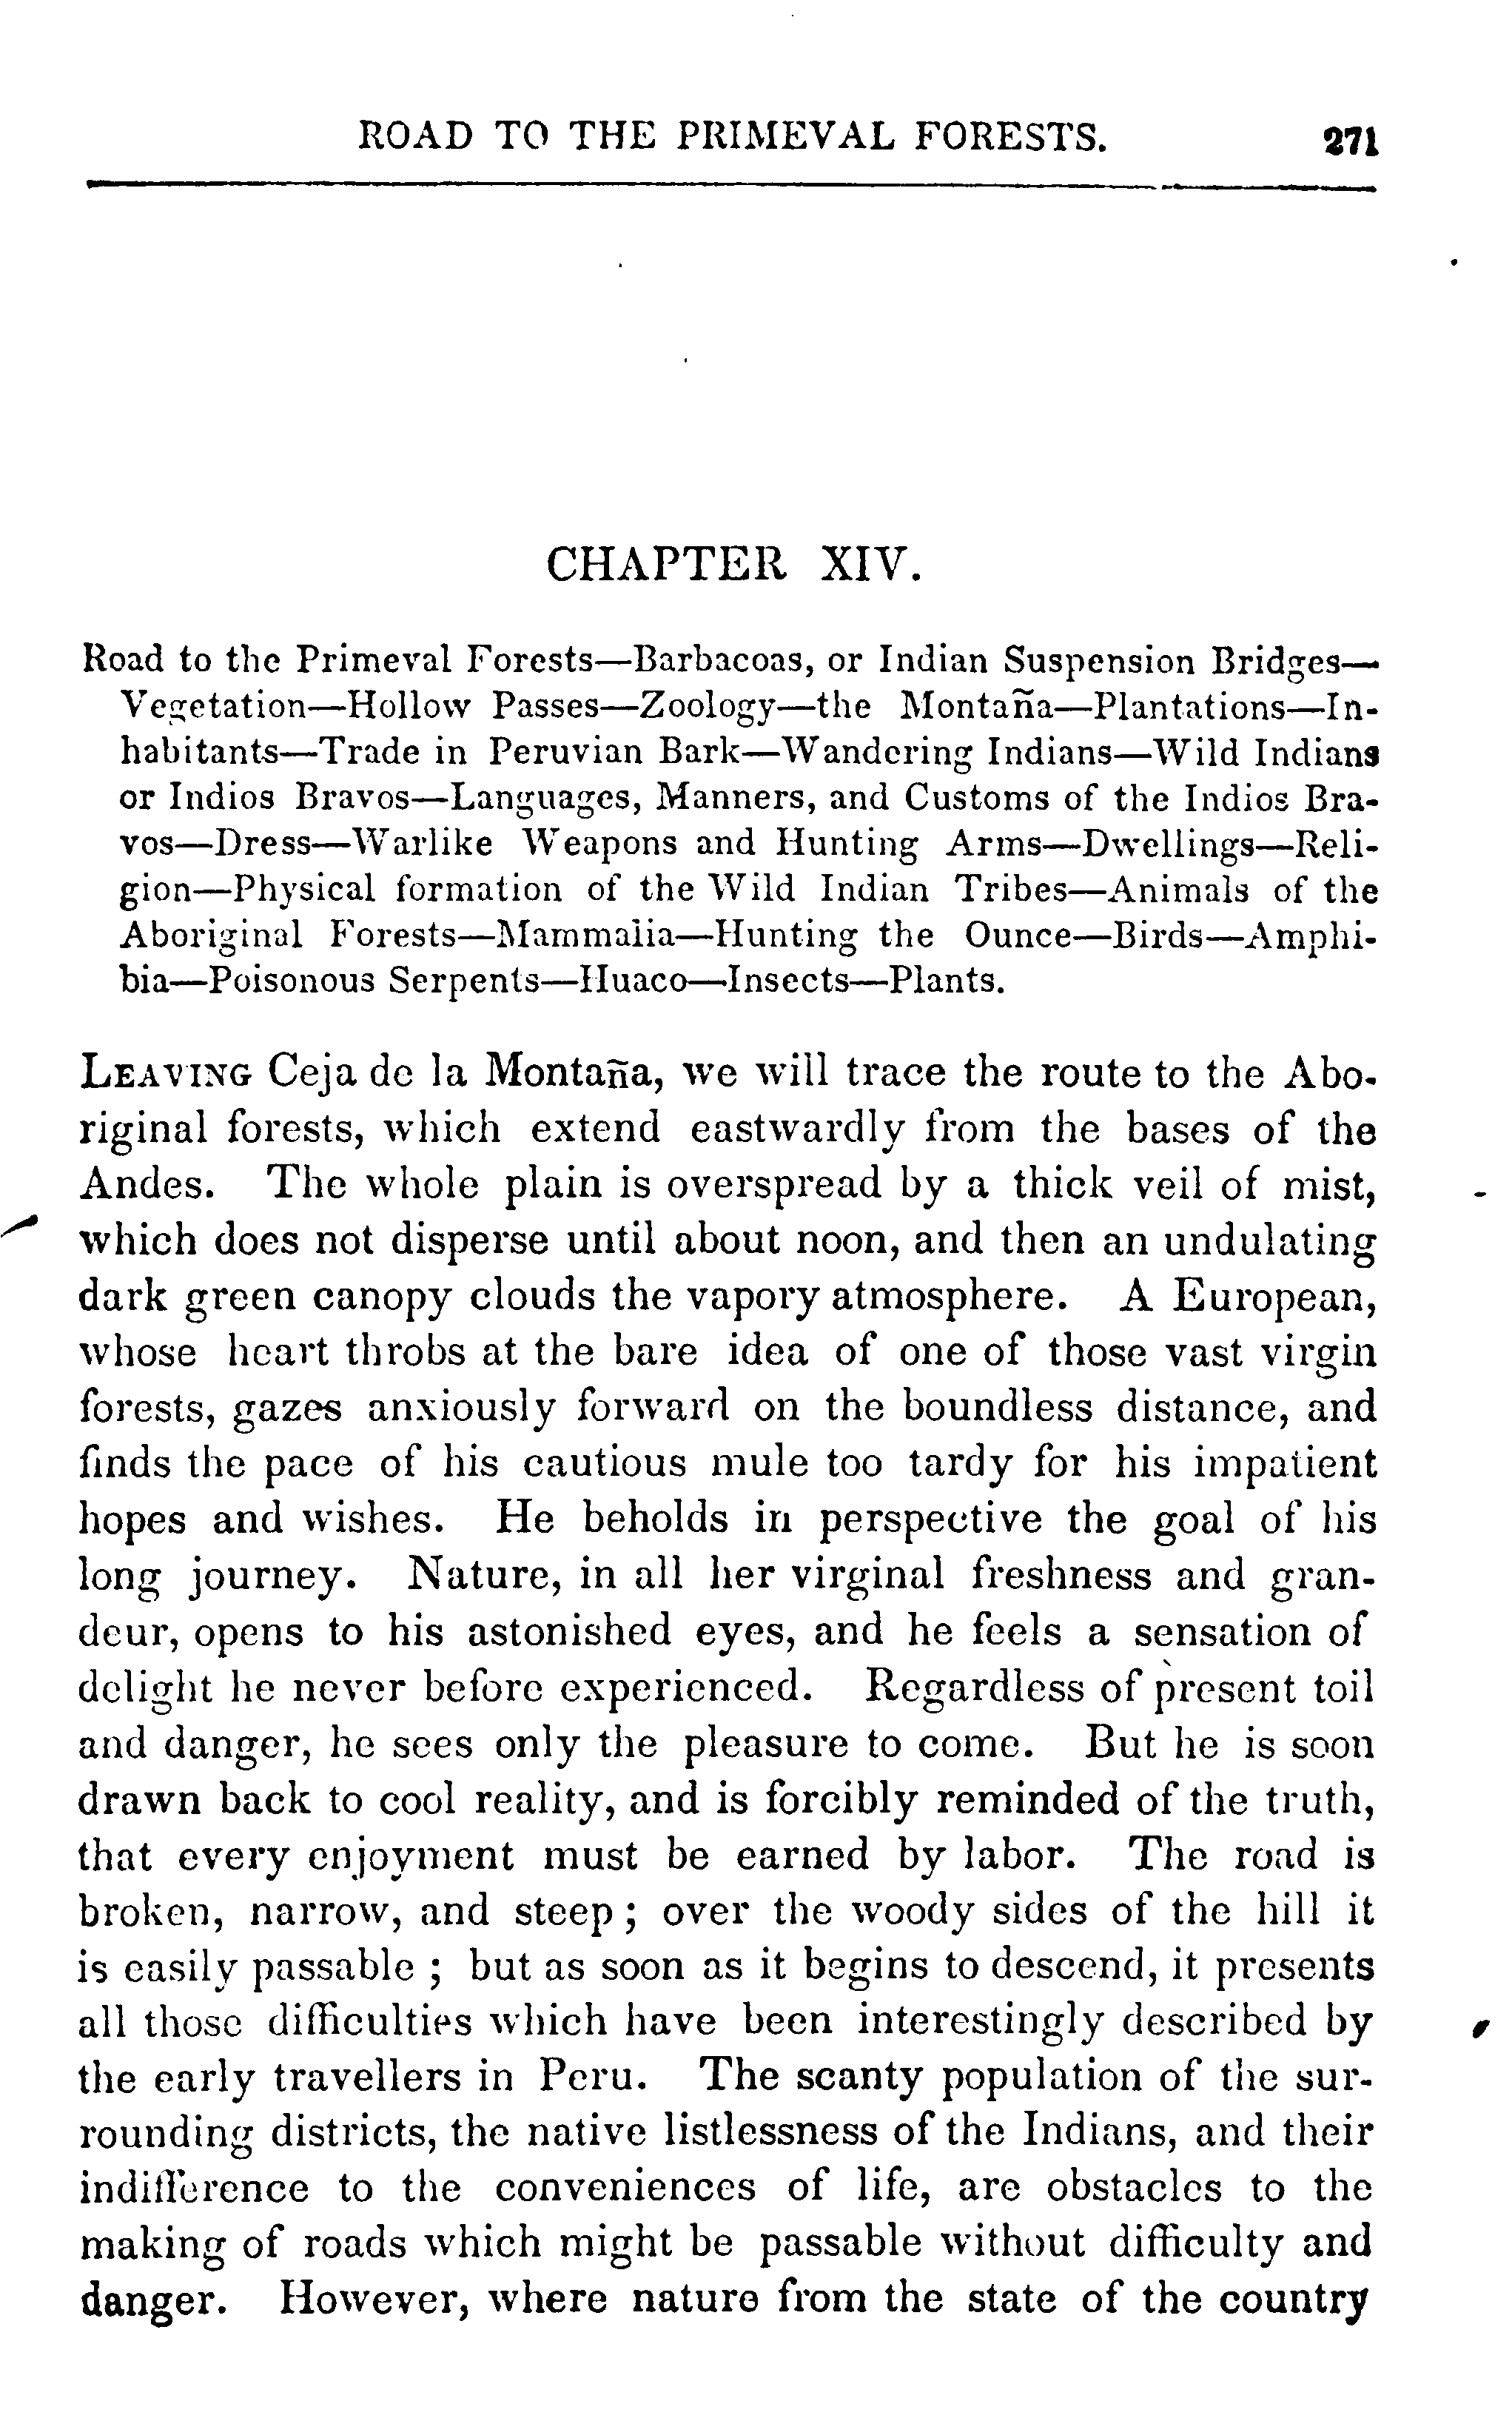 ROAD TO THE PRIMEVAL FORESTS. 271
CHAPTER XIV.
Road to the Primeval Forests—Barbacoas, or Indian Suspension Bridges—
Vegetation—Hollow Passes—Zoology—the Montaña—Plantations—In-
habitants—Trade in Peruvian Bark—Wandering Indians—Wild Indians
or Indios Bravos—Languages, Manners, and Customs of the Indios Bra-
vos—Dress—Warlike Weapons and Hunting Arms—Dwellings—Reli-
gion—Physical formation of the Wild Indian Tribes—Animals of the
Aboriginal Forests—Mammalia—Hunting the Ounce—Birds—Amphi-
bia—Poisonous Serpents—Huaco—Insects—Plants.
LEAVING Ceja de la Montaña, we will trace the route to the Abo-
riginal forests, which extend eastwardly from the bases of the
Andes. The whole plain is overspread by a thick veil of mist,
which does not disperse until about noon, and then an undulating
dark green canopy clouds the vapory atmosphere. A European,
whose heart throbs at the bare idea of one of those vast virgin
forests, gazes anxiously forward on the boundless distance, and
finds the pace of his cautious mule too tardy for his impatient
hopes and wishes. He beholds in perspective the goal of his
long journey. Nature, in all her virginal freshness and gran-
deur, opens to his astonished eyes, and he feels a sensation of
delight he never before experienced. Regardless of present toil
and danger, he sees only the pleasure to come. But he is soon
drawn back to cool reality, and is forcibly reminded of the truth,
that every enjoyment must be earned by labor. The road is
broken, narrow, and steep ; over the woody sides of the hill it
is easily passable ; but as soon as it begins to descend, it presents
all those difficulties which have been interestingly described by
the early travellers in Peru. The scanty population of the sur-
rounding districts, the native listlessness of the Indians, and their
indifference to the conveniences of life, are obstacles to the
making of roads which might be passable without difficulty and
danger. However, where nature from the state of the country